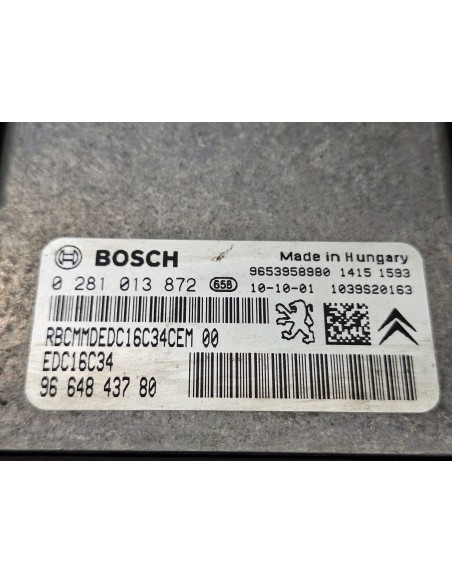 BOSCH
Made in Hungary
0 281 013 872 658
9653958980 1415 1593
10-10-01 1039S20163
RBCMMDEDC16C34CEM 00
EDC16C34
96 648 437 80